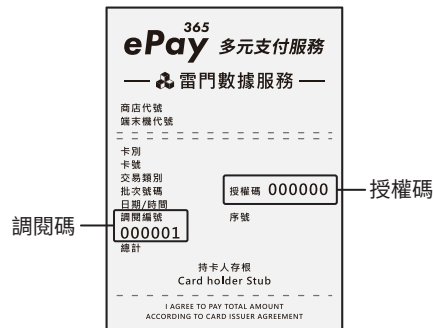 365
ePay 多元支付服務
雷門數據服務
商店代號
端末機代號
卡別
卡號
交易類別
批次號碼
授權碼 000000
授權碼
日期/時間
調閱編號
序號
調閱碼
000001
總計
持卡人存根
Card holder Stub
I AGREE TO PAY TOTAL AMOUNT
ACCORDING TO CARD ISSUER AGREEMENT